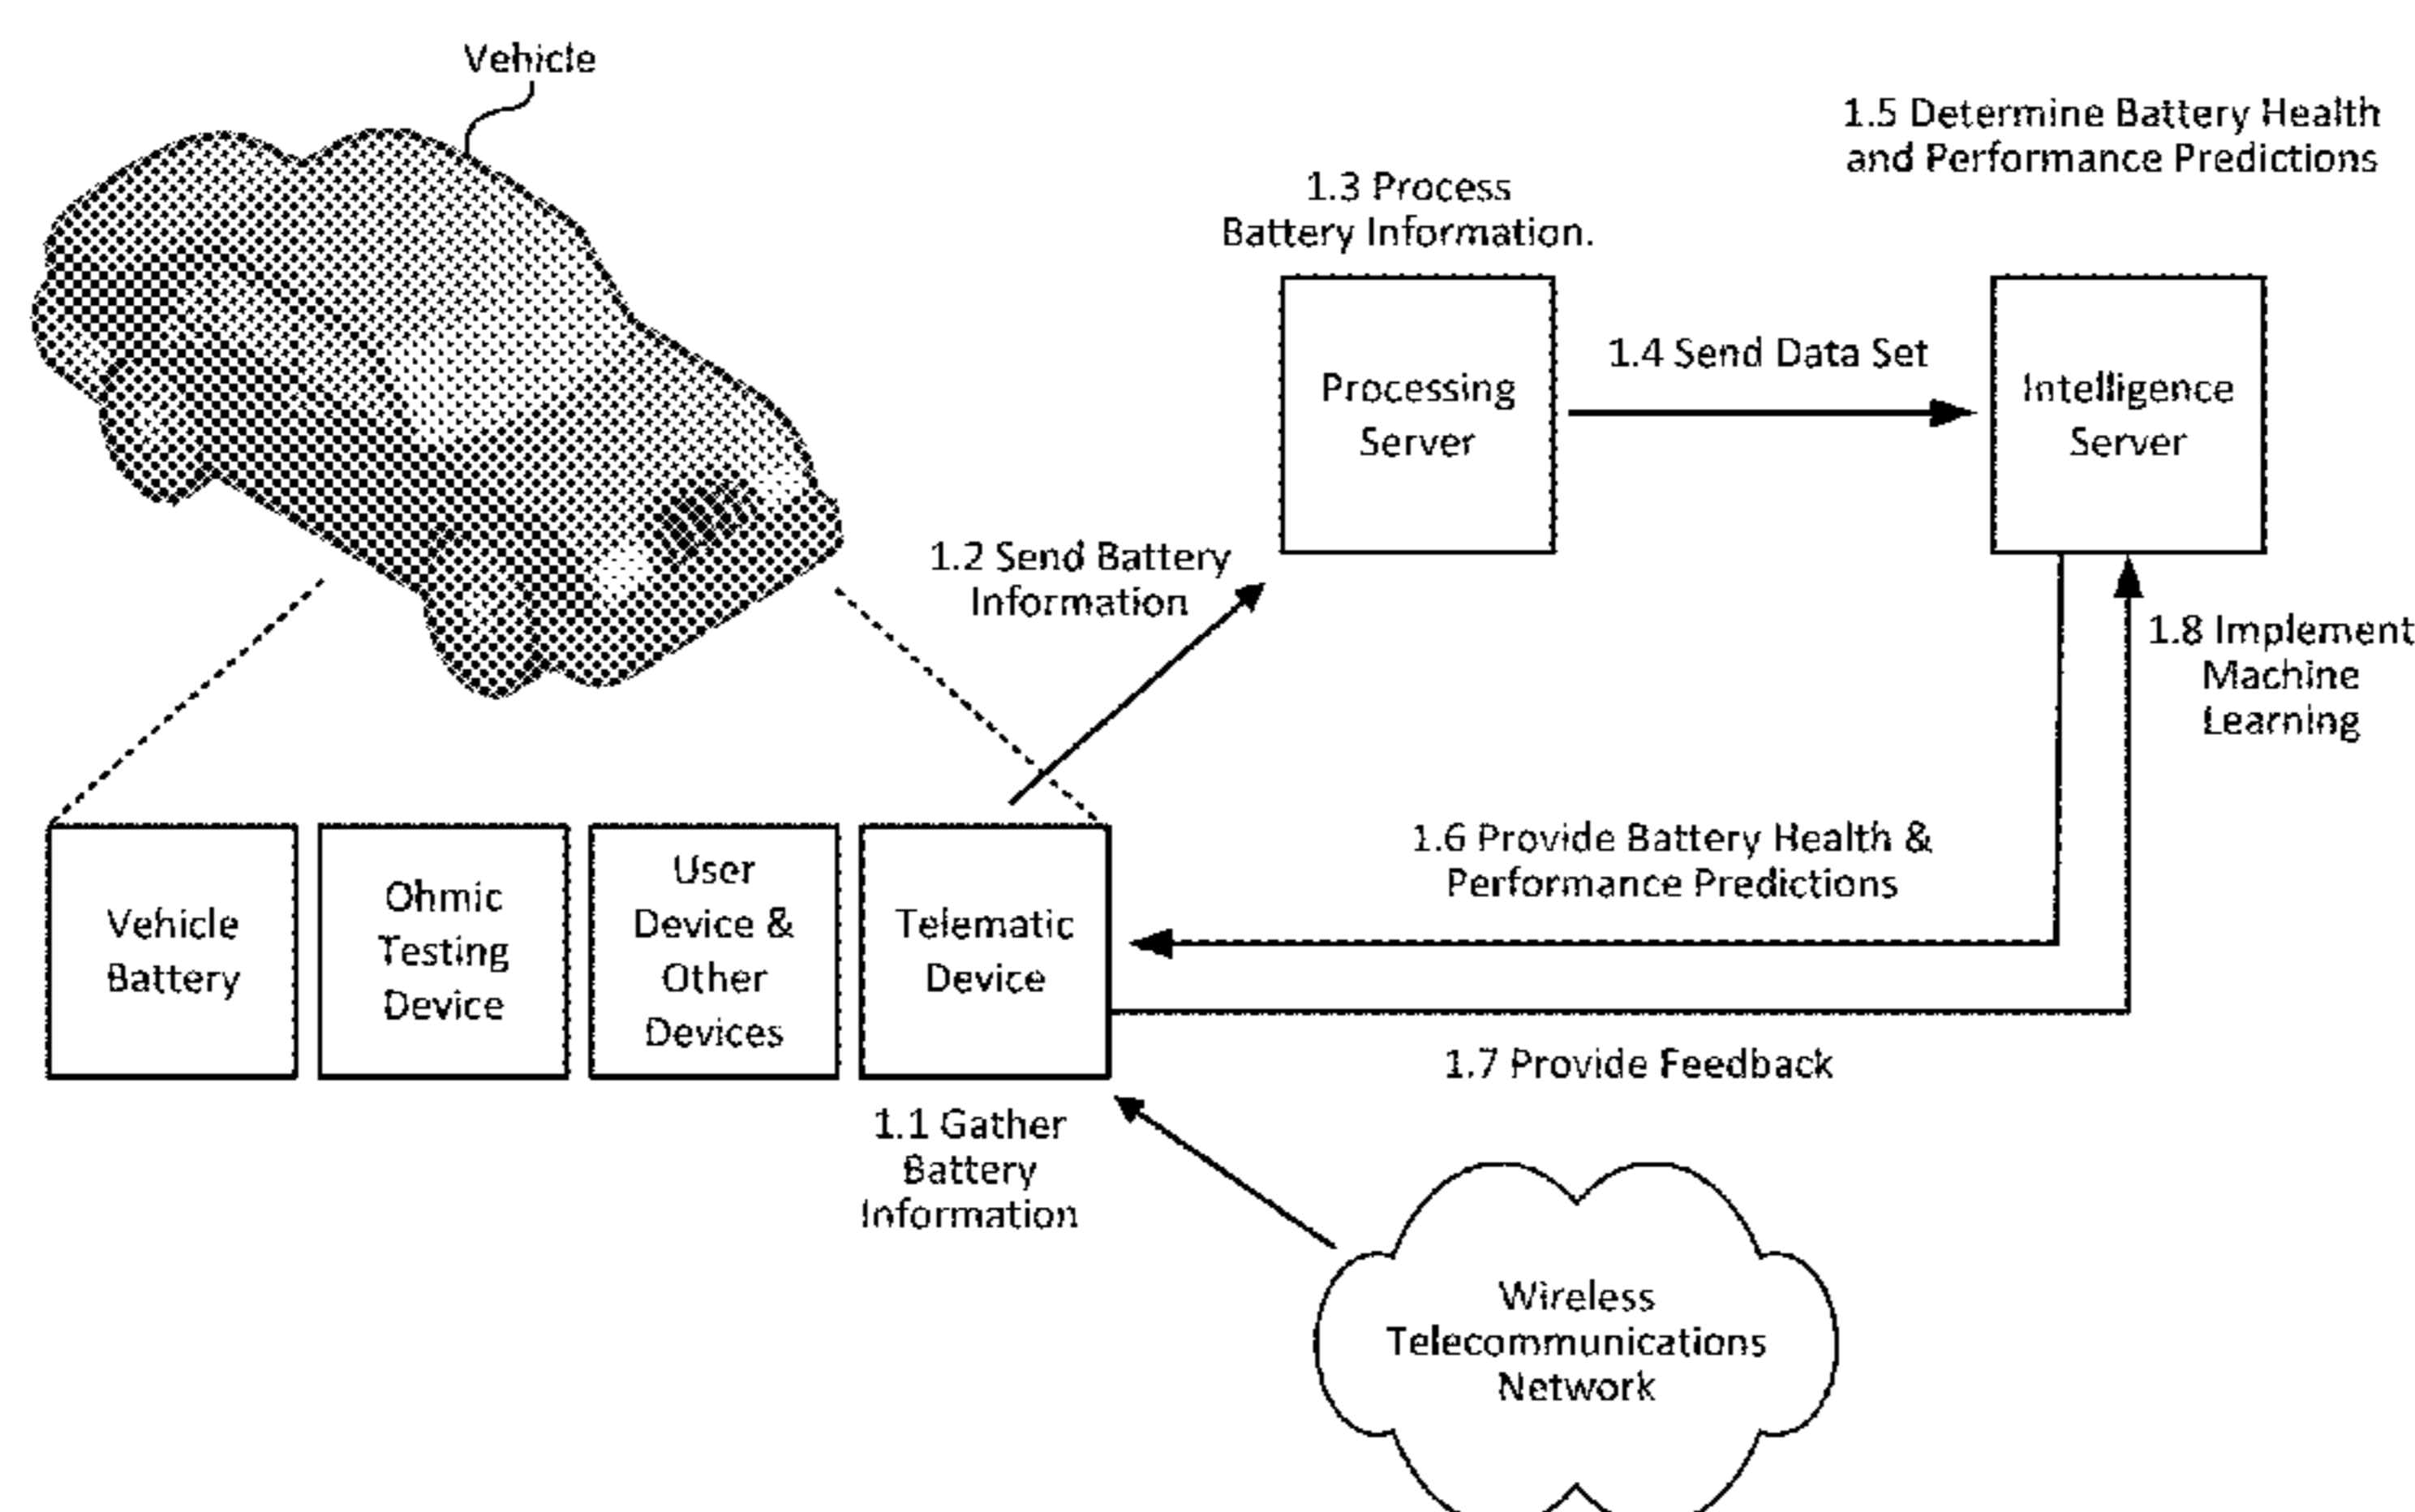 Vehicle
1.5 Determine Battery Health
and Performance Predictions
1.3 Process
Battery Information.
Processing
Server
1.4 Send Data Set
Intelligence
Server
1.2 Send Battery
Information
1.8 Implement
Machine
Learning
1.6 Provide Battery Health &
Performance Predictions
Vehicle
Battery
Ohmic
Testing
Device
User
Device &
Other
Devices
Telematic
Device
1.7 Provide Feedback
1.1 Gather
Battery
Information
Wireless
Telecommunications
Network